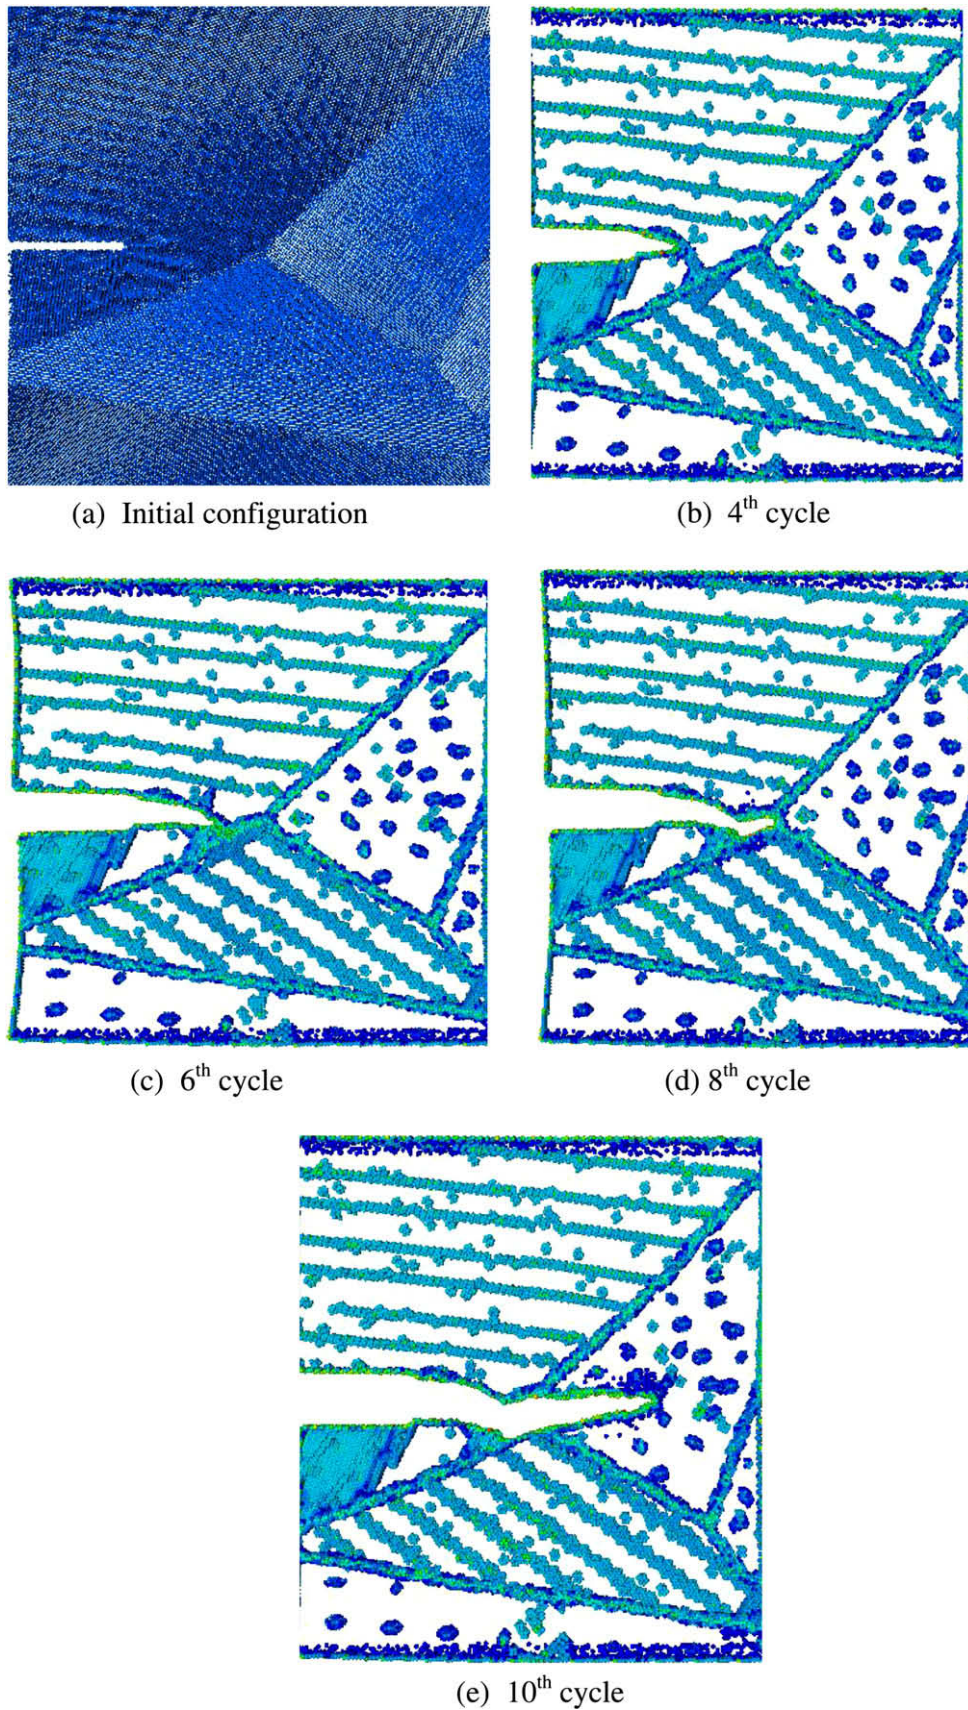 (a) Initial configuration
(b) 4th cycle
(c) 6th cycle
(d) 8th cycle
(e) 10th cycle